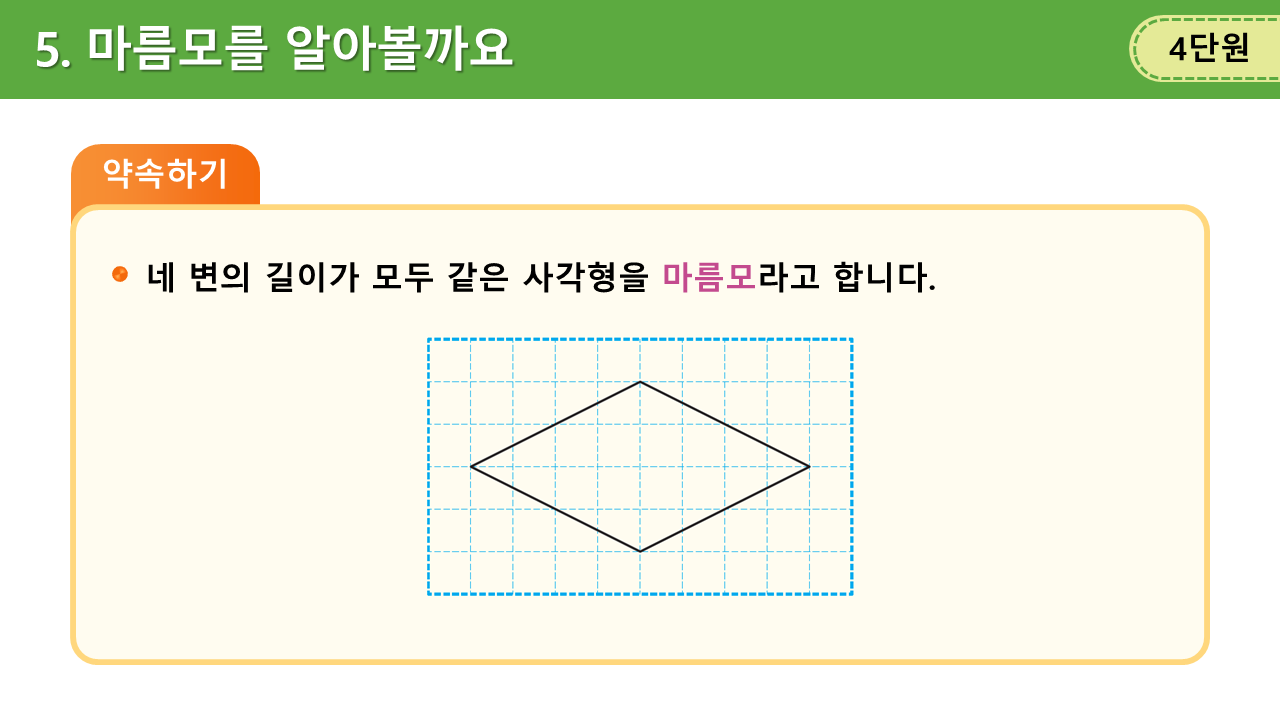 5. 마름모를 알아볼까요
4단원
약속하기
네 변의 길이가 모두 같은 사각형을 마름모라고 합니다.